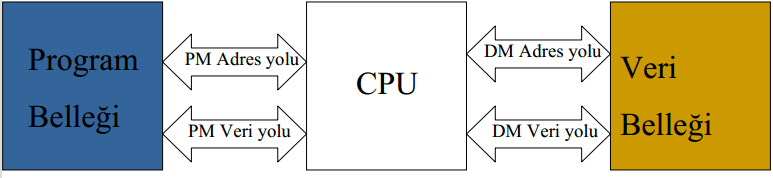 Program
Belleği
PM Adres yolu
PM Veri yolu
CPU
DM Adres yolu
DM Veri yolu
Veri
Belleği